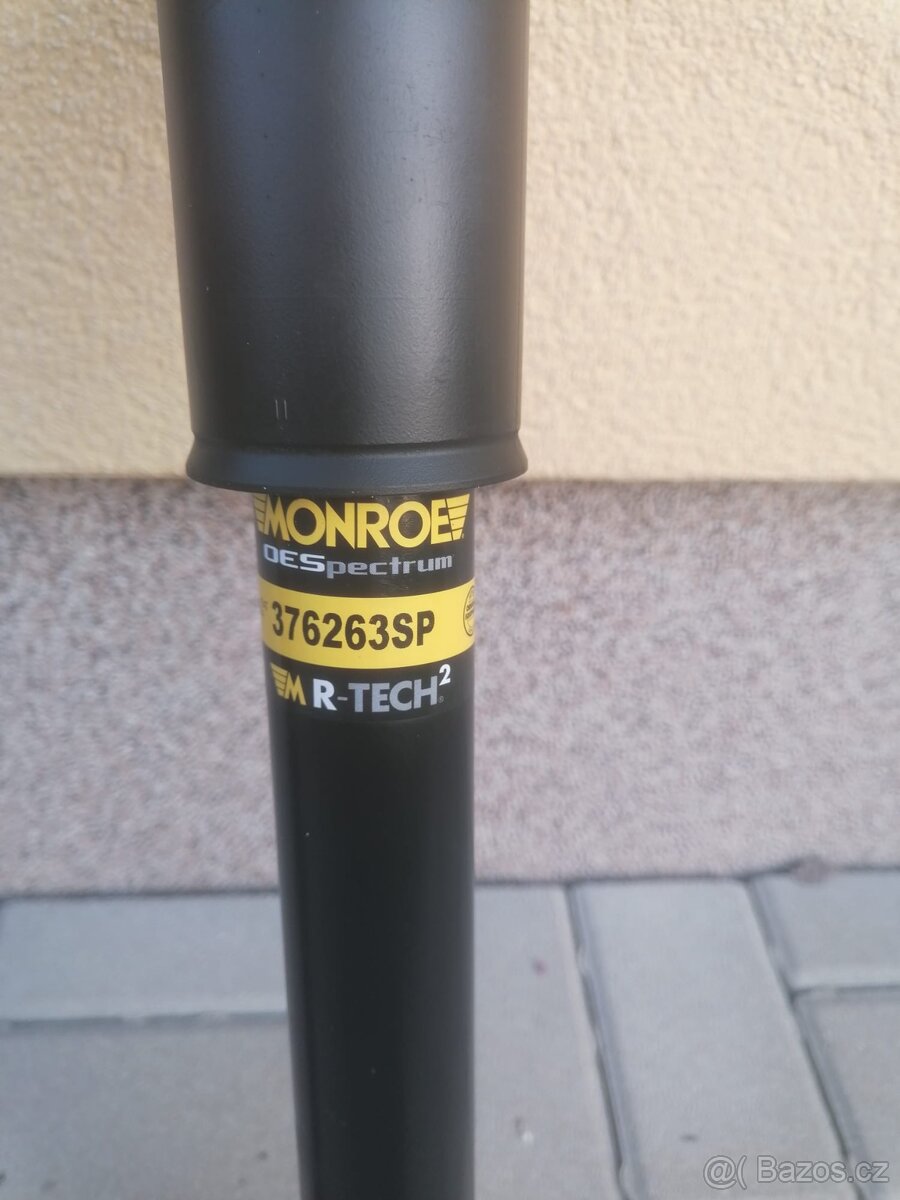 MONROE
OESpectrum
376263SP
M R-TECH²
@( Bazos.cz